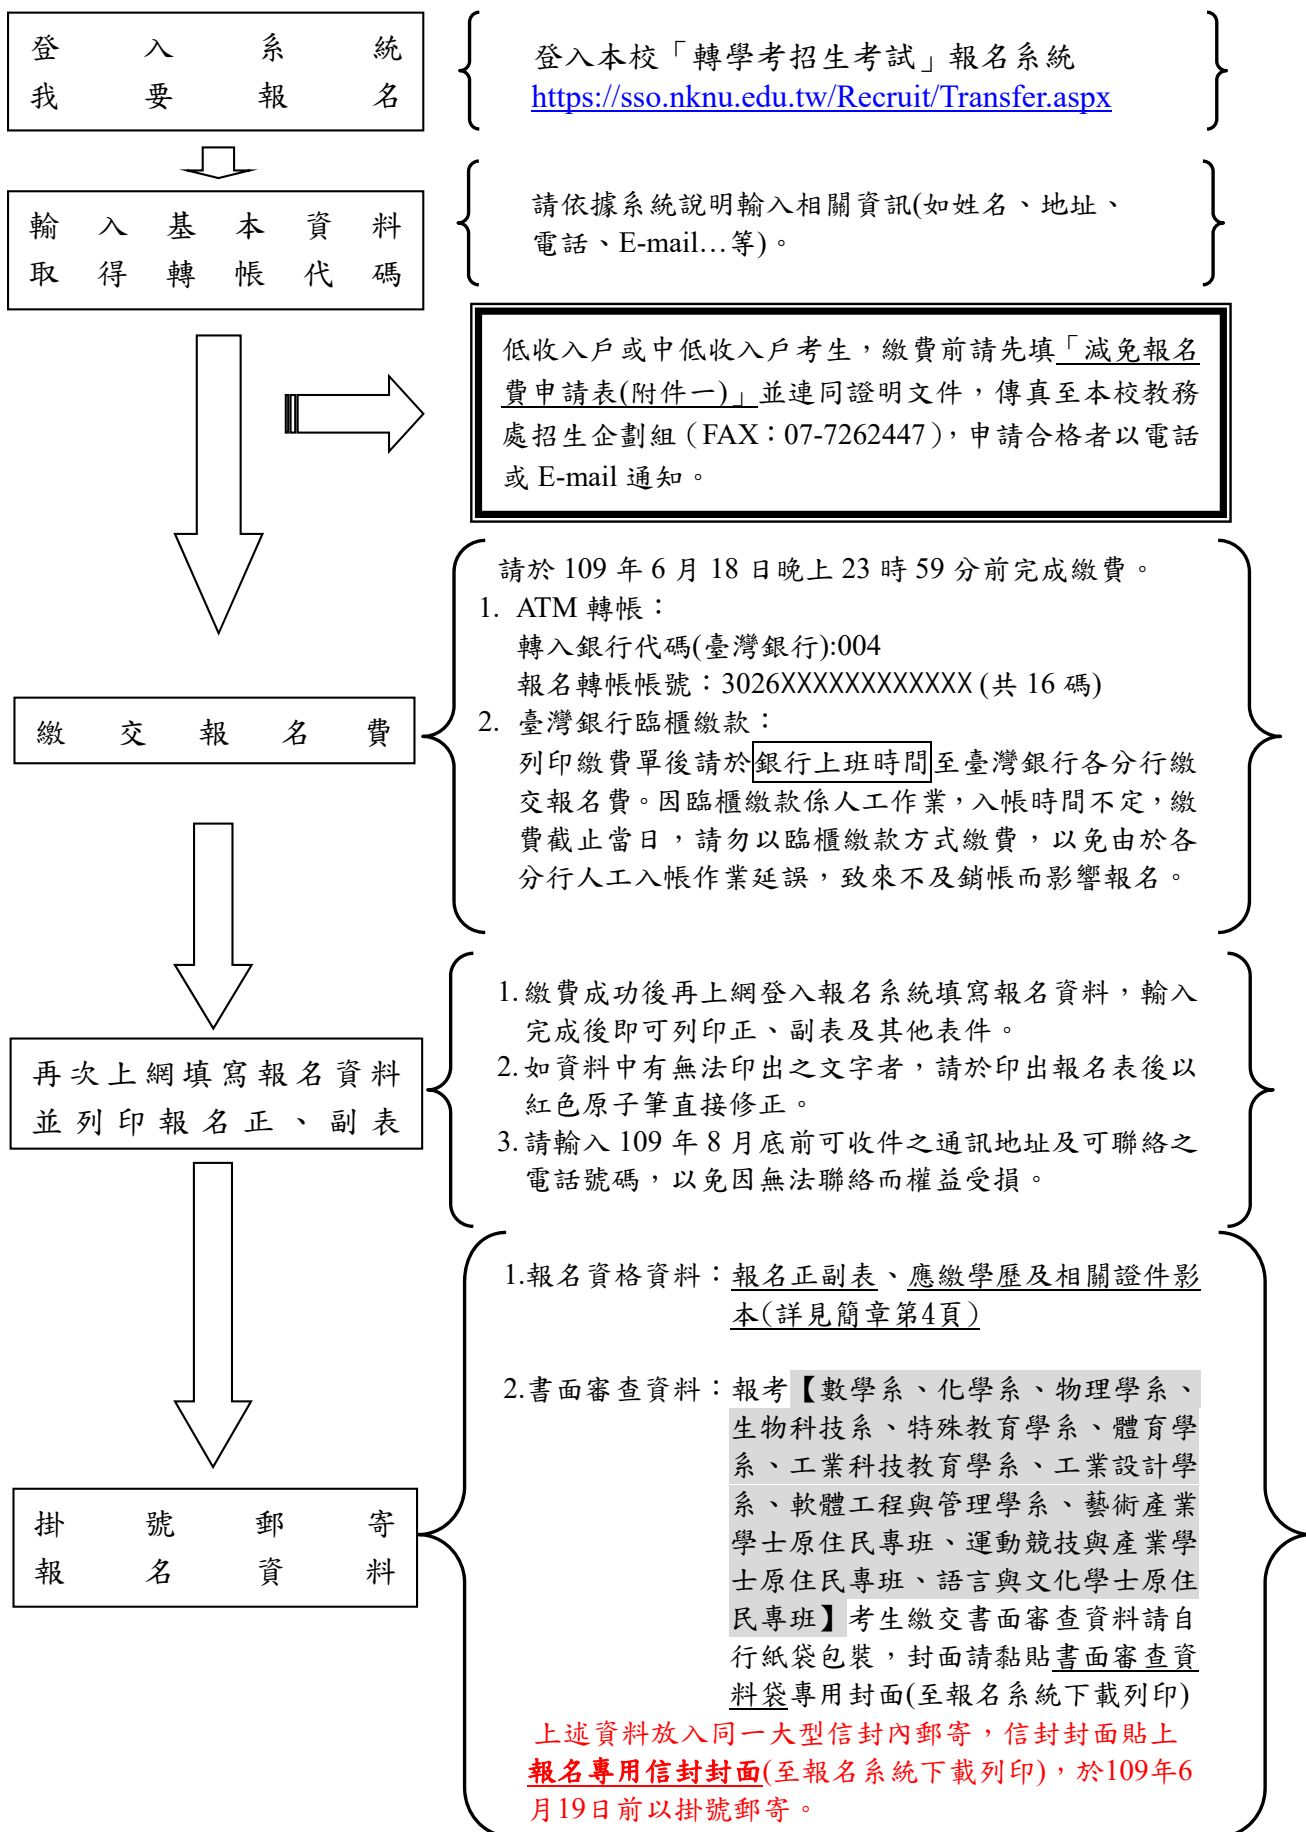 登入系統
我要報名
登入本校「轉學考招生考試」報名系統
https://sso.nknu.edu.tw/Recruit/Transfer.aspx
輸入基本資料
取得轉帳代碼
請依據系統說明輸入相關資訊(如姓名、地址、
電話、E-mail…等)。
低收入戶或中低收入戶考生，繳費前請先填「減免報名
費申請表(附件一)」並連同證明文件，傳真至本校教務
處招生企劃組（FAX：07-7262447），申請合格者以電話
或 E-mail 通知。
請於 109 年 6 月 18 日晚上 23 時 59 分前完成繳費。
1. ATM 轉帳：
轉入銀行代碼(臺灣銀行):004
報名轉帳帳號：3026XXXXXXXXXXXX (共 16 碼)
2. 臺灣銀行臨櫃繳款：
列印繳費單後請於銀行上班時間至臺灣銀行各分行繳
交報名費。因臨櫃繳款係人工作業，入帳時間不定，繳
費截止當日，請勿以臨櫃繳款方式繳費，以免由於各
分行人工入帳作業延誤，致來不及銷帳而影響報名。
繳交報名費
1.繳費成功後再上網登入報名系統填寫報名資料，輸入
完成後即可列印正、副表及其他表件。
2.如資料中有無法印出之文字者，請於印出報名表後以
紅色原子筆直接修正。
3.請輸入 109 年 8 月底前可收件之通訊地址及可聯絡之
電話號碼，以免因無法聯絡而權益受損。
再次上網填寫報名資料
並列印報名正、副表
1.報名資格資料：報名正副表、應繳學歷及相關證件影
本(詳見簡章第4頁)
2.書面審查資料：報考【數學系、化學系、物理學系、
生物科技系、特殊教育學系、體育學
系、工業科技教育學系、工業設計學
系、軟體工程與管理學系、藝術產業
學士原住民專班、運動競技與產業學
士原住民專班、語言與文化學士原住
民專班】考生繳交書面審查資料請自
行紙袋包裝，封面請黏貼書面審查資
料袋專用封面(至報名系統下載列印)
上述資料放入同一大型信封內郵寄，信封封面貼上
報名專用信封封面(至報名系統下載列印)，於109年6
月19日前以掛號郵寄。
掛號郵寄
報名資料